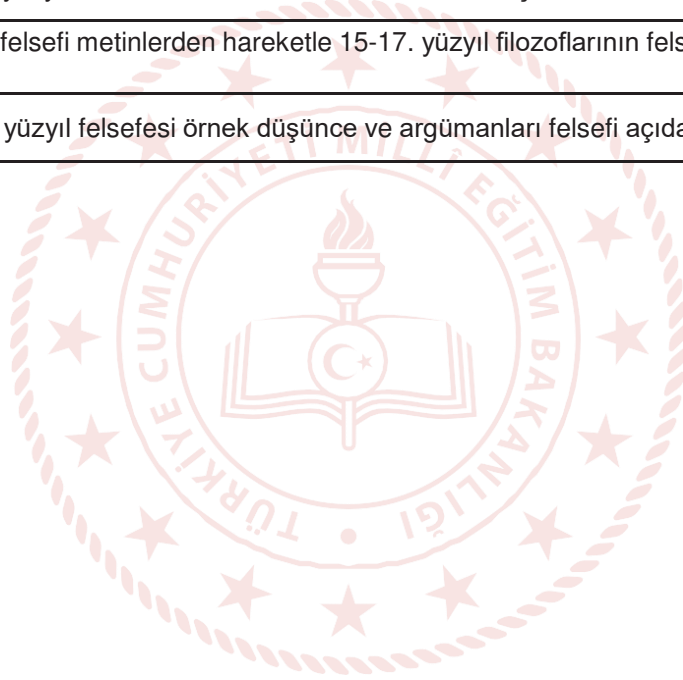 felsefi metinlerden hareketle 15-17. yüzyıl filozoflarının fels
yüzyıl felsefesi örnek düşünce ve argümanları felsefi açıda
TÜRKİYE CUMHURİYETİ MİLLÎ EĞİTİM BAKANLIĞI